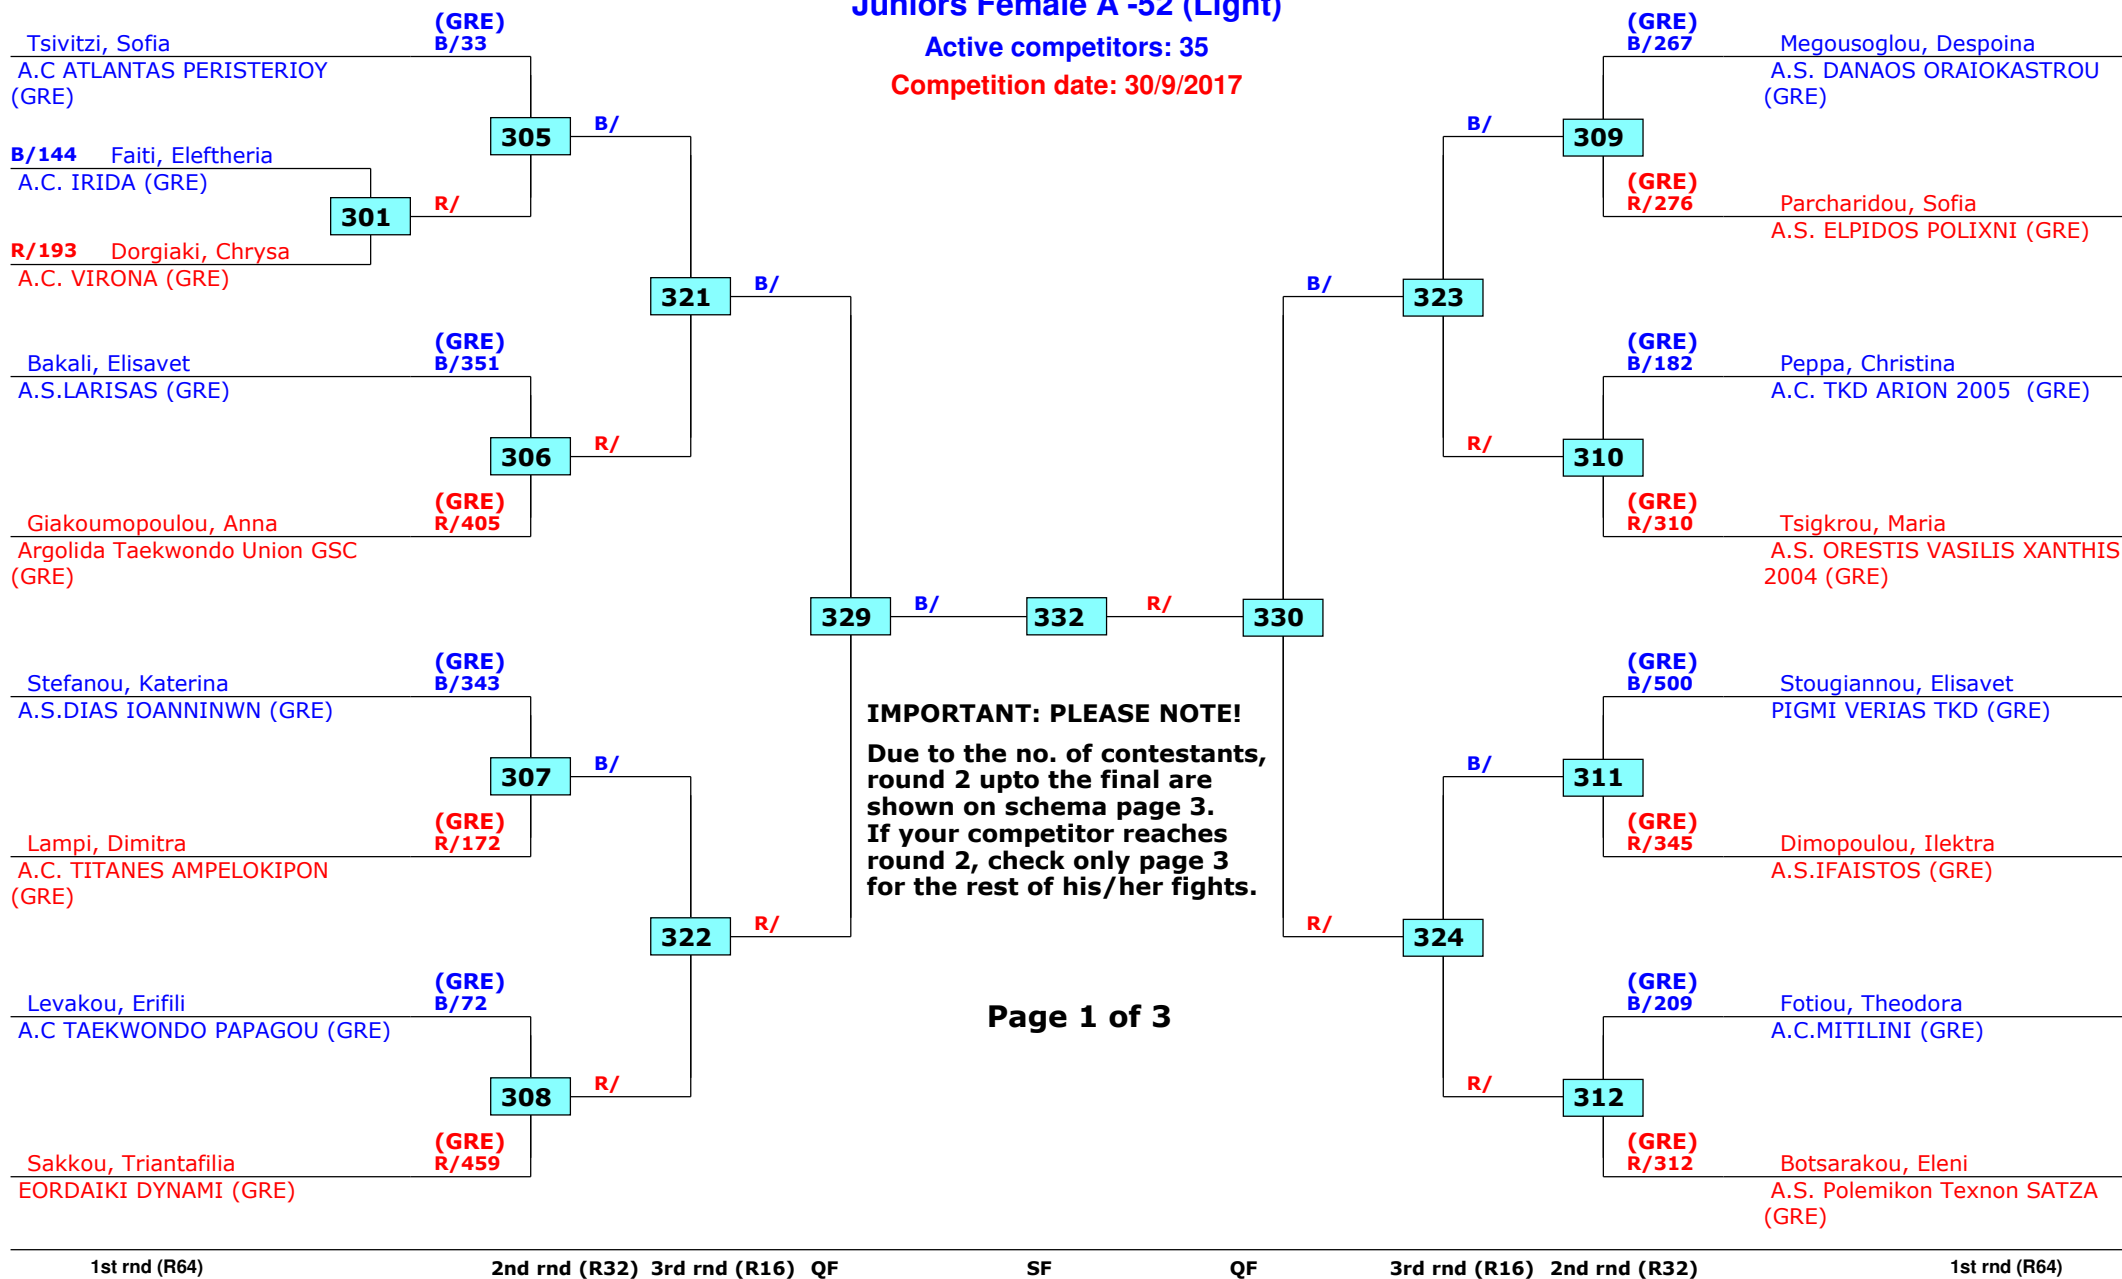 Juniors Female A -52 (Light)
Active competitors: 35
Competition date: 30/9/2017
(GRE)
Tsivitzi, Sofia B/33
A.C ATLANTAS PERISTERIOY
(GRE)
305
B/
B/144 Faiti, Eleftheria
A.C. IRIDA (GRE)
301
R/
R/193 Dorgiaki, Chrysa
A.C. VIRONA (GRE)
321
B/
(GRE)
Bakali, Elisavet B/351
A.S.LARISAS (GRE)
306
R/
(GRE)
Giakoumopoulou, Anna R/405
Argolida Taekwondo Union GSC
(GRE)
329
B/
332
R/
330
(GRE)
Stefanou, Katerina B/343
A.S.DIAS IOANNINWN (GRE)
307
B/
(GRE)
Lampi, Dimitra R/172
A.C. TITANES AMPELOKIPON
(GRE)
322
R/
(GRE)
Levakou, Erifili B/72
A.C TAEKWONDO PAPAGOU (GRE)
308
R/
(GRE)
Sakkou, Triantafilia R/459
EORDAIKI DYNAMI (GRE)
IMPORTANT: PLEASE NOTE!
Due to the no. of contestants,
round 2 upto the final are
shown on schema page 3.
If your competitor reaches
round 2, check only page 3
for the rest of his/her fights.
Page 1 of 3
(GRE)
B/267 Megousoglou, Despoina
A.S. DANAOS ORAIOKASTROU
(GRE)
B/
309
(GRE)
R/276 Parcharidou, Sofia
A.S. ELPIDOS POLIXNI (GRE)
B/
323
(GRE)
B/182 Peppa, Christina
A.C. TKD ARION 2005 (GRE)
R/
310
(GRE)
R/310 Tsigkrou, Maria
A.S. ORESTIS VASILIS XANTHIS
2004 (GRE)
(GRE)
B/500 Stougiannou, Elisavet
PIGMI VERIAS TKD (GRE)
B/
311
(GRE)
R/345 Dimopoulou, Ilektra
A.S.IFAISTOS (GRE)
R/
324
(GRE)
B/209 Fotiou, Theodora
A.C.MITILINI (GRE)
R/
312
(GRE)
R/312 Botsarakou, Eleni
A.S. Polemikon Texnon SATZA
(GRE)
1st rnd (R64) 2nd rnd (R32) 3rd rnd (R16) QF SF QF 3rd rnd (R16) 2nd rnd (R32) 1st rnd (R64)